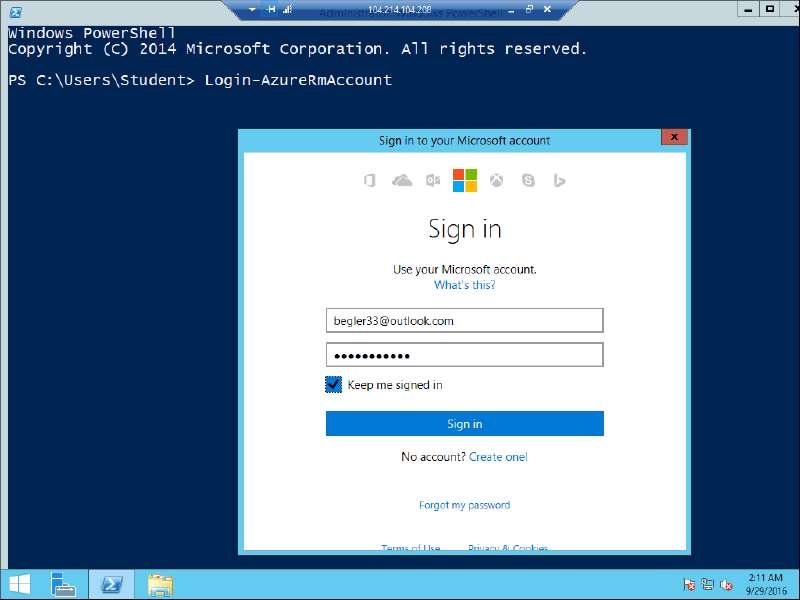 104.214.104.208
Windows PowerShell
Copyright (C) 2014 Microsoft Corporation. All rights reserved.
PS C:\Users\Student> Login-AzureRmAccount
Sign in to your Microsoft account
Sign in
Use your Microsoft account.
What's this?
begler33@outlook.com
Keep me signed in
Sign in
No account? Create one!
Forgot my password
Terms of Use Privacy & Cookies
2:11 AM
9/29/2016